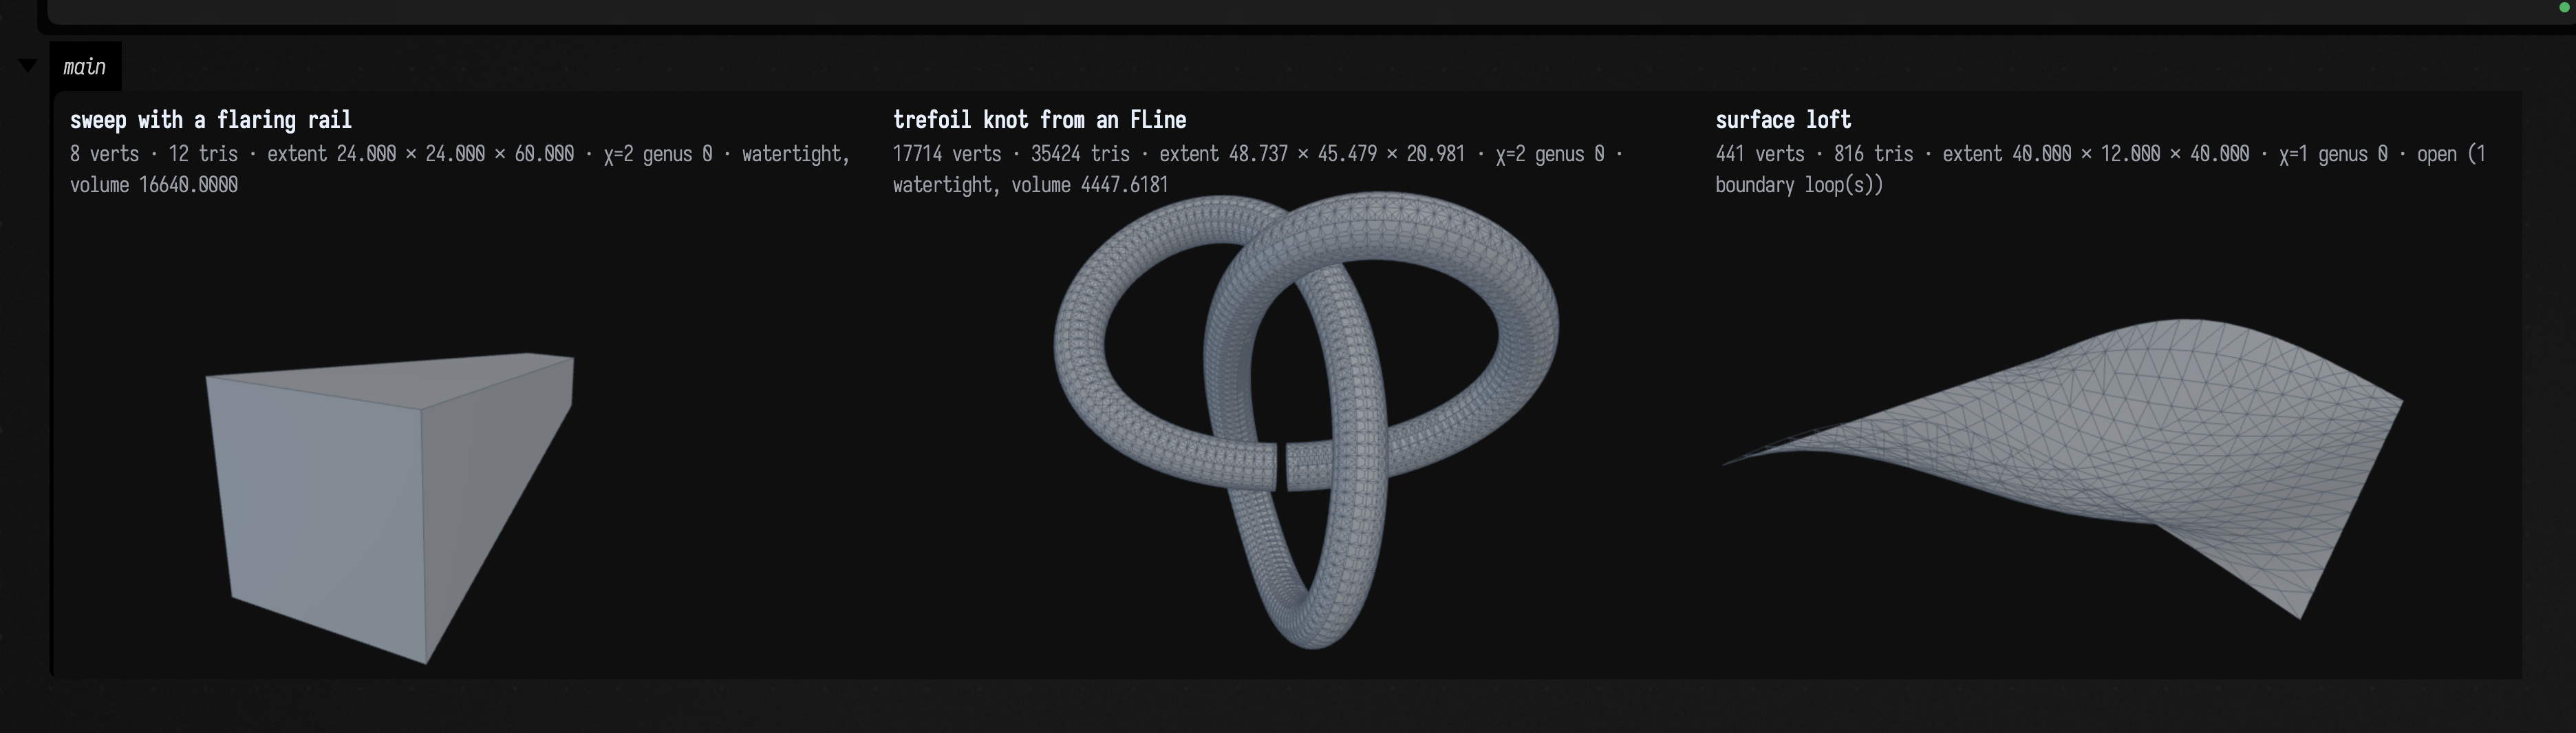 main
sweep with a flaring rail
8 verts · 12 tris · extent 24.000 × 24.000 × 60.000 · χ=2 genus 0 · watertight,
volume 16640.0000
trefoil knot from an FLine
17714 verts · 35424 tris · extent 48.737 × 45.479 × 20.981 · χ=2 genus 0 ·
watertight, volume 4447.6181
surface loft
441 verts · 816 tris · extent 40.000 × 12.000 × 40.000 · χ=1 genus 0 · open (1
boundary loop(s))